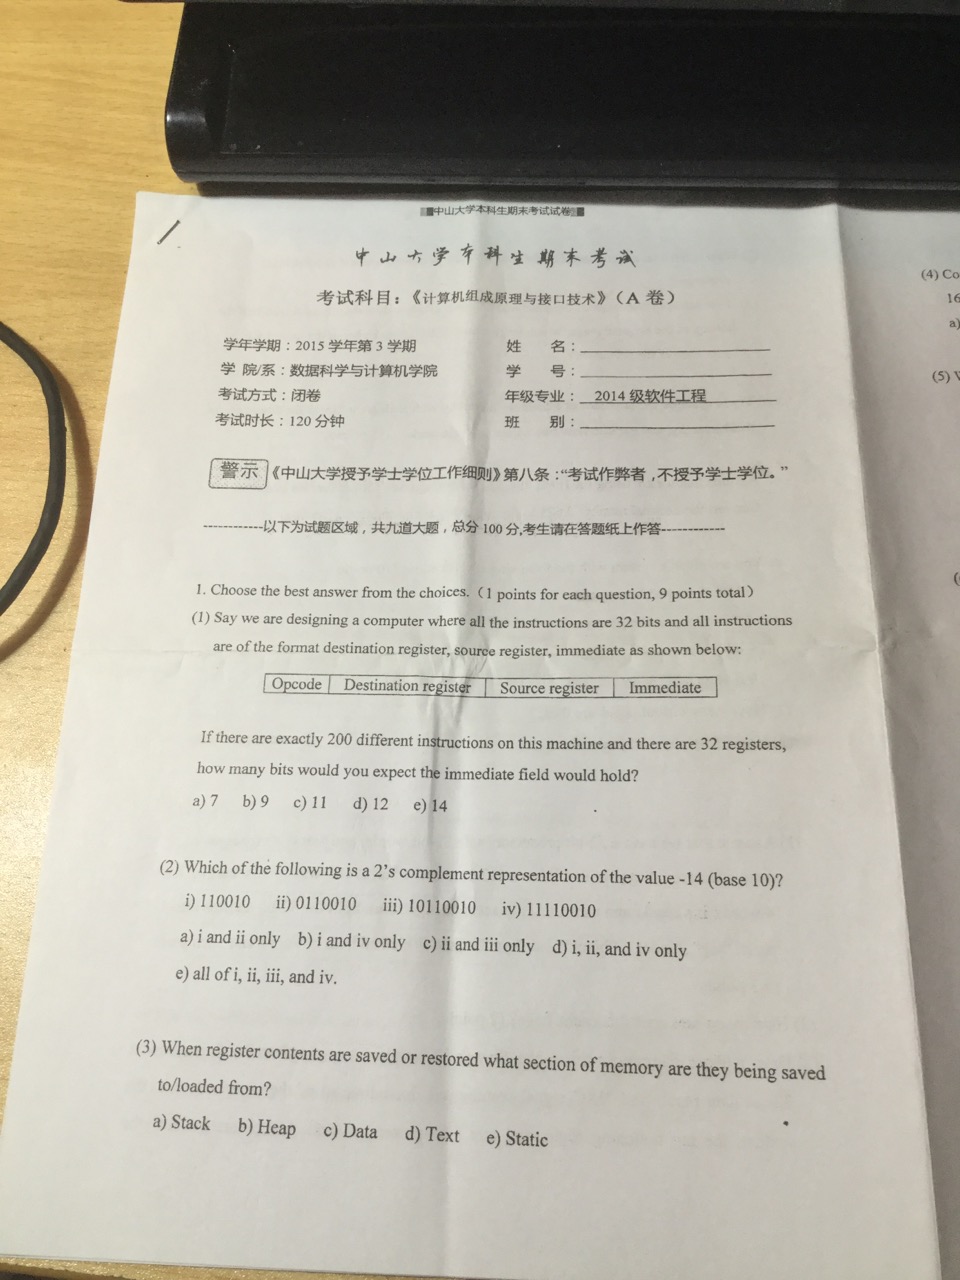 中山大学本科生期末考试试卷
中山大学本科生期末考试
考试科目：《计算机组成原理与接口技术》（A 卷）
学年学期：2015 学年第 3 学期 姓 名：
学 院/系：数据科学与计算机学院 学 号：
考试方式：闭卷 年级专业： 2014 级软件工程
考试时长：120 分钟 班 别：
警示 《中山大学授予学士学位工作细则》第八条：“考试作弊者，不授予学士学位。”
------------以下为试题区域，共九道大题，总分 100 分,考生请在答题纸上作答------------
1. Choose the best answer from the choices.（1 points for each question, 9 points total）
(1) Say we are designing a computer where all the instructions are 32 bits and all instructions
are of the format destination register, source register, immediate as shown below:
Opcode Destination register Source register Immediate
If there are exactly 200 different instructions on this machine and there are 32 registers,
how many bits would you expect the immediate field would hold?
a) 7 b) 9 c) 11 d) 12 e) 14
(2) Which of the following is a 2’s complement representation of the value -14 (base 10)?
i) 110010 ii) 0110010 iii) 10110010 iv) 11110010
a) i and ii only b) i and iv only c) ii and iii only d) i, ii, and iv only
e) all of i, ii, iii, and iv.
(3) When register contents are saved or restored what section of memory are they being saved
to/loaded from?
a) Stack b) Heap c) Data d) Text e) Static
(4) Co
16
a)
(5)